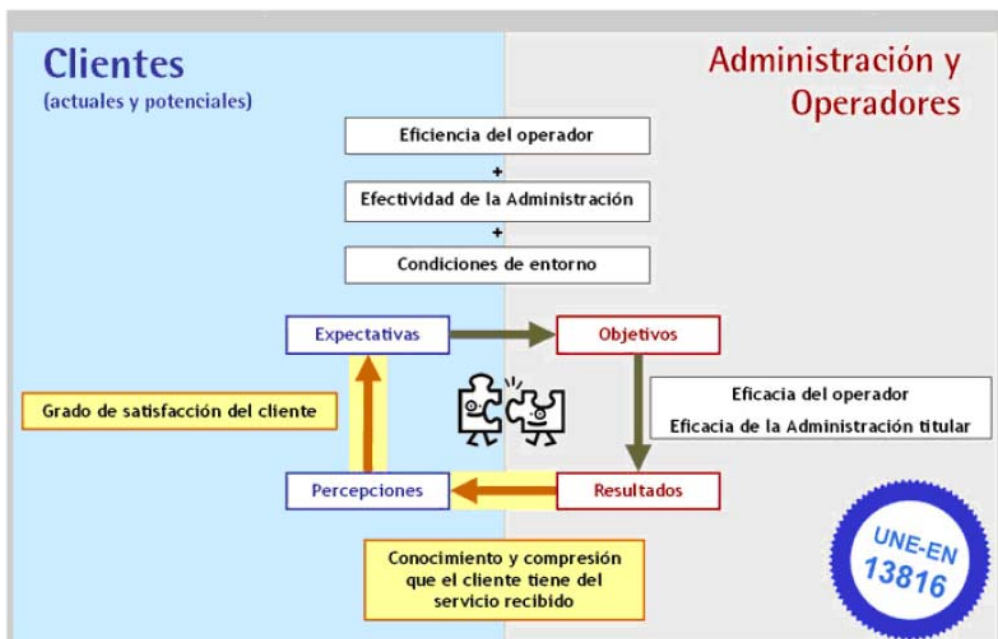 Clientes
(actuales y potenciales)
Administración y
Operadores
Eficiencia del operador
+
Efectividad de la Administración
+
Condiciones de entorno
Expectativas
Objetivos
Grado de satisfacción del cliente
Eficacia del operador
Eficacia de la Administración titular
Percepciones
Resultados
Conocimiento y compresión
que el cliente tiene del
servicio recibido
UNE-EN
13816